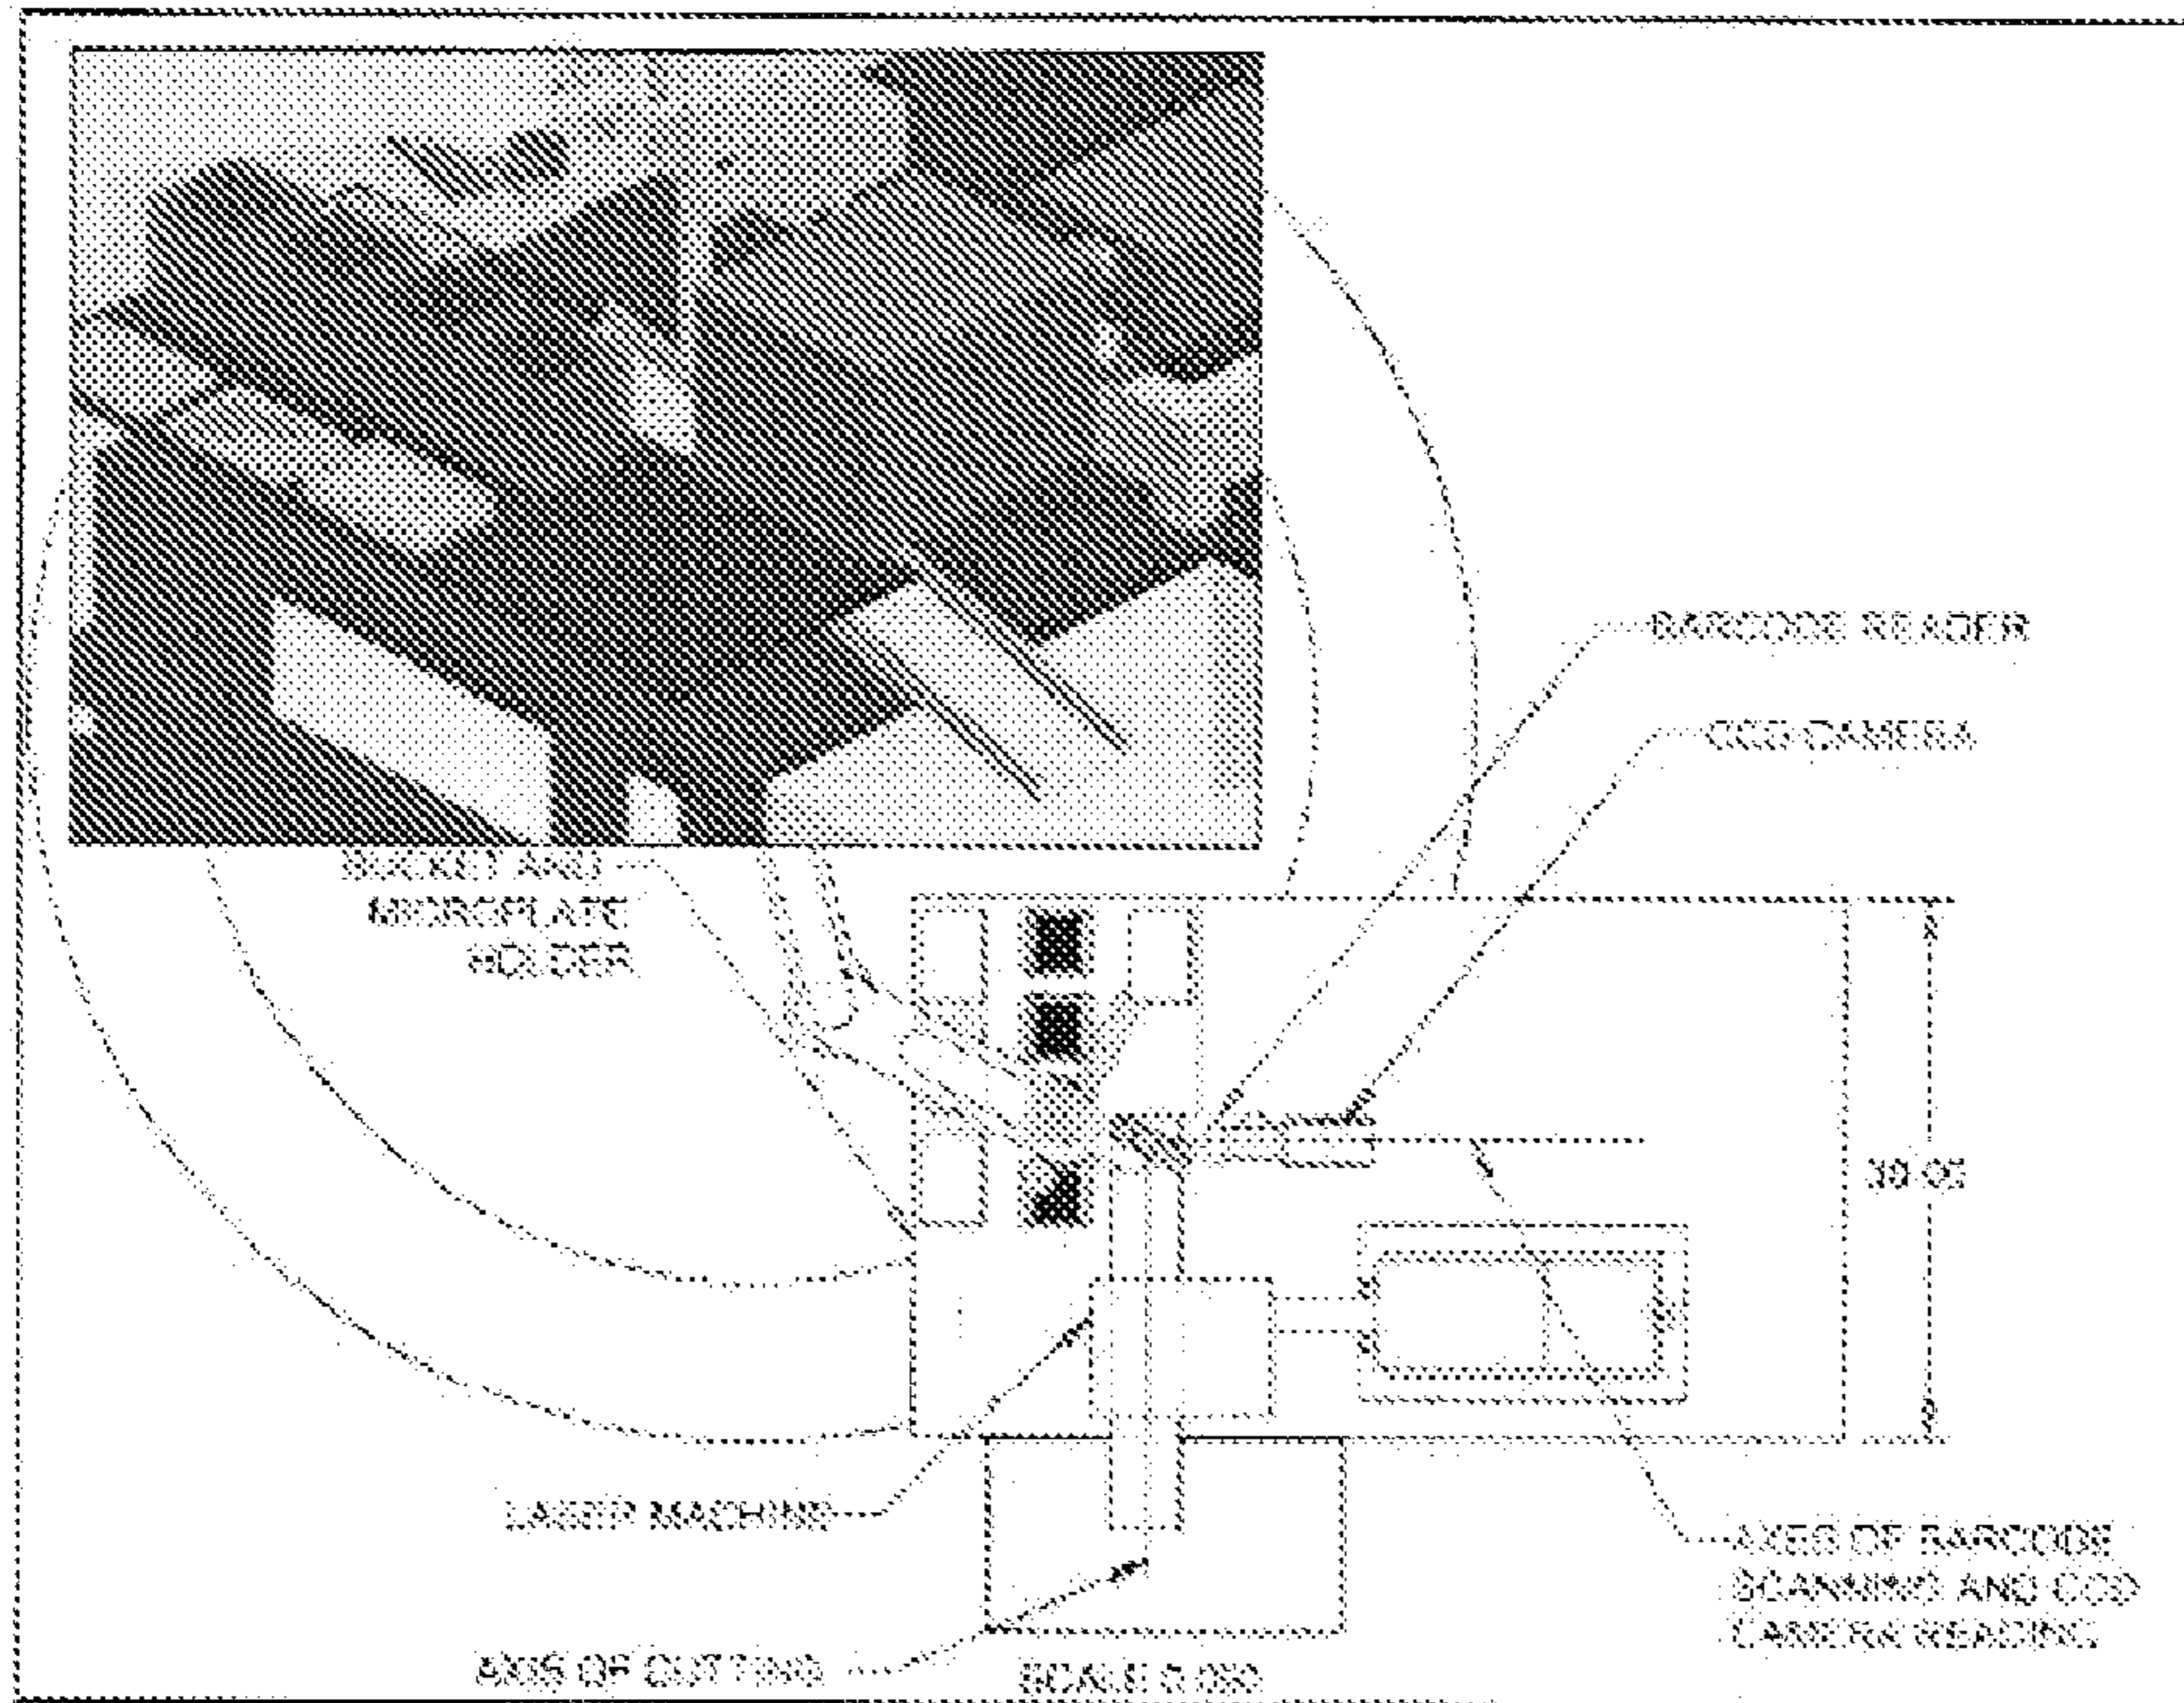 BARCODE READER
CCD CAMERA
MICROPLATE
HOLDER
LASER MACHINE
AXES OF BARCODE
SCANNING AND CCD
CAMERA READING
AXIS OF CUTTING
SCALE